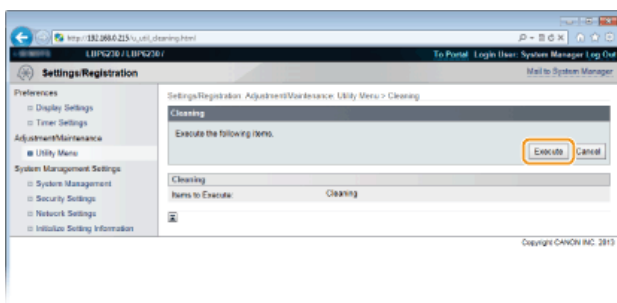 http://192.168.0.215/u_util_cleaning.html
LBP6230 / LBP6230 /
To Portal Login User: System Manager Log Out
Settings/Registration
Mail to System Manager
Preferences
Display Settings
Timer Settings
Adjustment/Maintenance
Utility Menu
System Management Settings
System Management
Security Settings
Network Settings
Initialize Setting Information
Settings/Registration: Adjustment/Maintenance: Utility Menu > Cleaning
Cleaning
Execute the following items.
Execute Cancel
Cleaning
Items to Execute: Cleaning
Copyright CANON INC. 2013